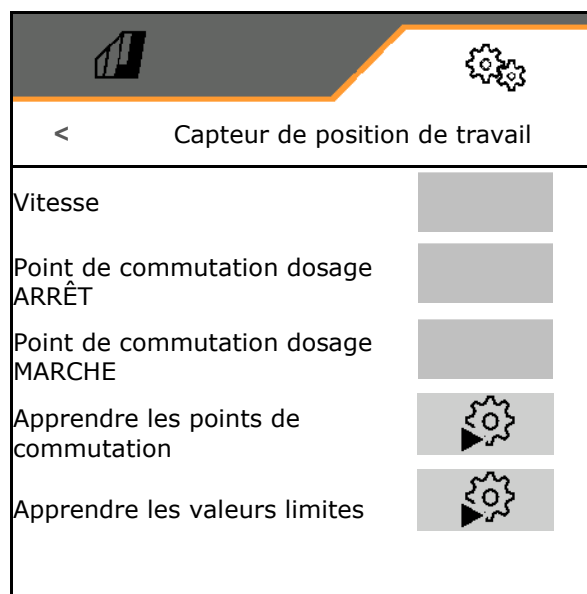 < Capteur de position de travail
Vitesse
Point de commutation dosage
ARRÊT
Point de commutation dosage
MARCHE
Apprendre les points de
commutation
Apprendre les valeurs limites